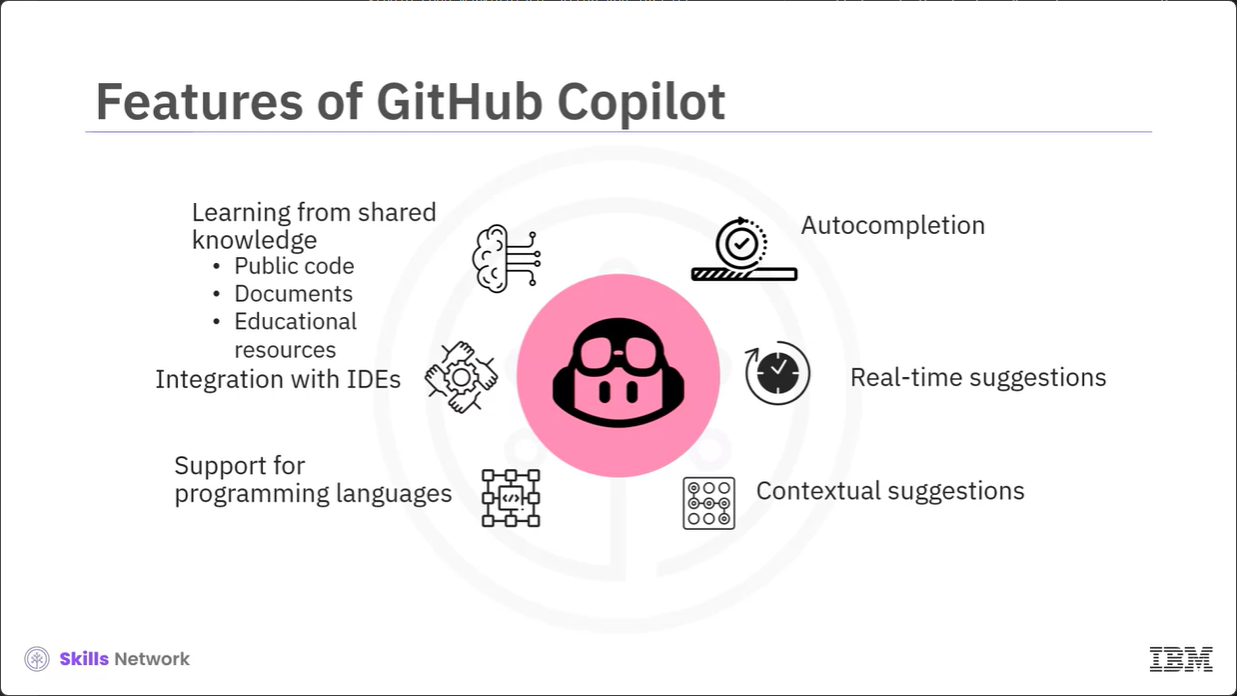 Features of GitHub Copilot
Learning from shared
knowledge
• Public code
• Documents
• Educational
resources
Integration with IDEs
Support for
programming languages
Autocompletion
Real-time suggestions
Contextual suggestions
</>
Skills Network
IBM